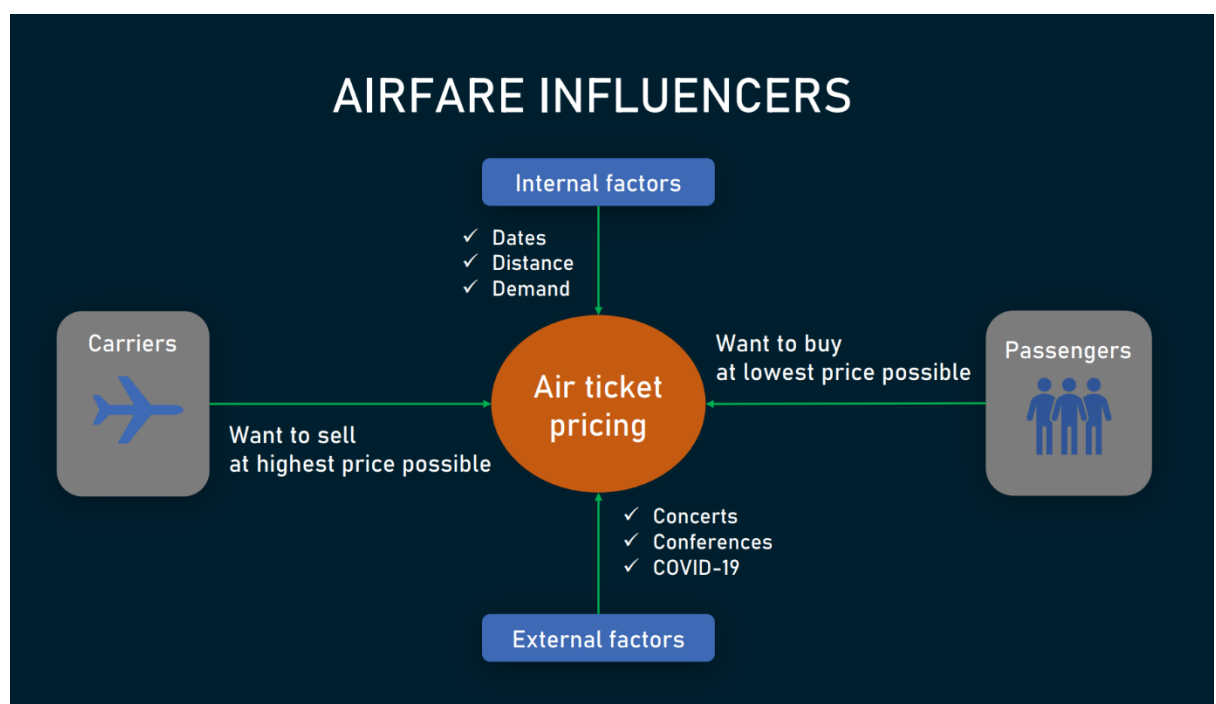 AIRFARE INFLUENCERS
Internal factors
✓ Dates
✓ Distance
✓ Demand
Carriers
Want to sell
at highest price possible
Air ticket
pricing
Want to buy
at lowest price possible
Passengers
✓ Concerts
✓ Conferences
✓ COVID-19
External factors